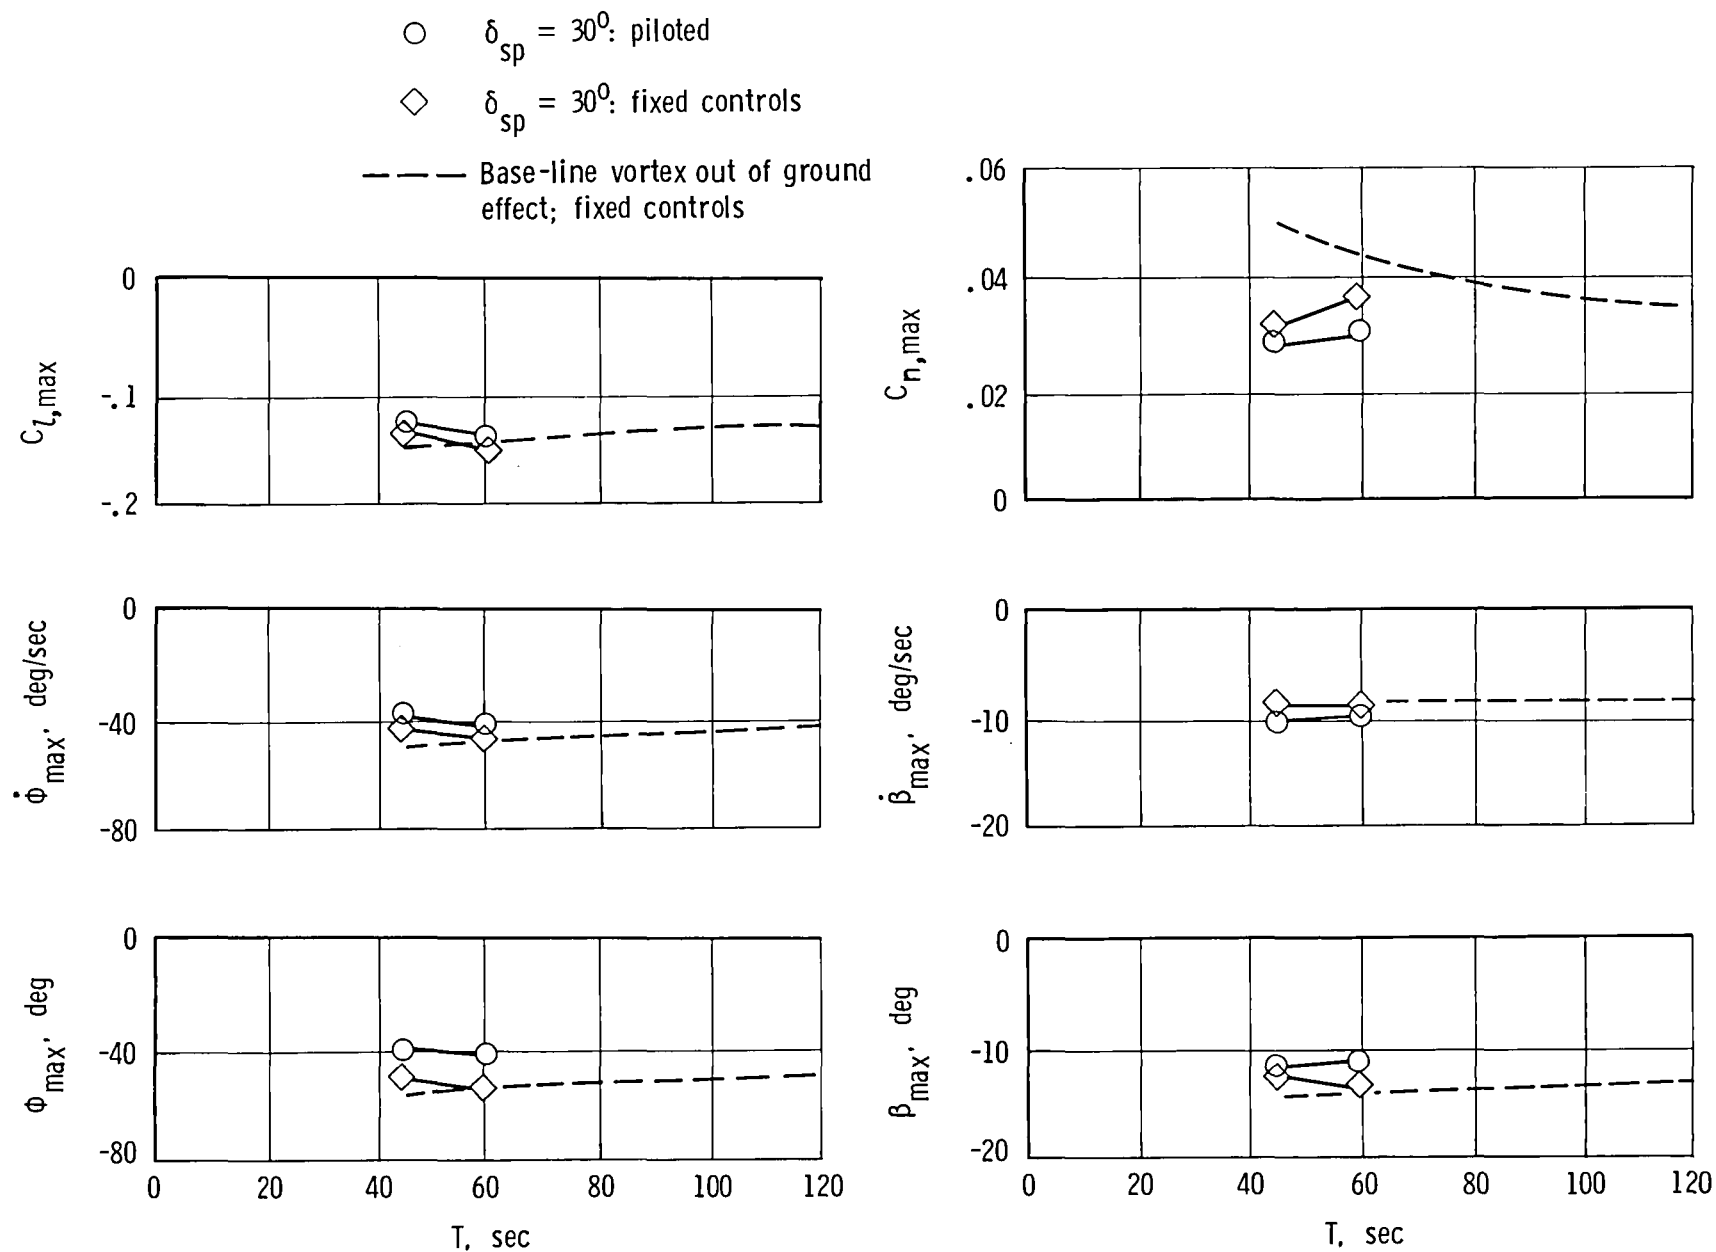 δsp = 30⁰: piloted
δsp = 30⁰: fixed controls
Base-line vortex out of ground
effect; fixed controls
0
-.1
-.2
Cl,max
.06
.04
.02
0
Cn,max
0
-40
-80
φ̇max, deg/sec
0
-10
-20
β̇max, deg/sec
0
-40
-80
φmax, deg
0 20 40 60 80 100 120
T, sec
0
-10
-20
βmax, deg
0 20 40 60 80 100 120
T, sec